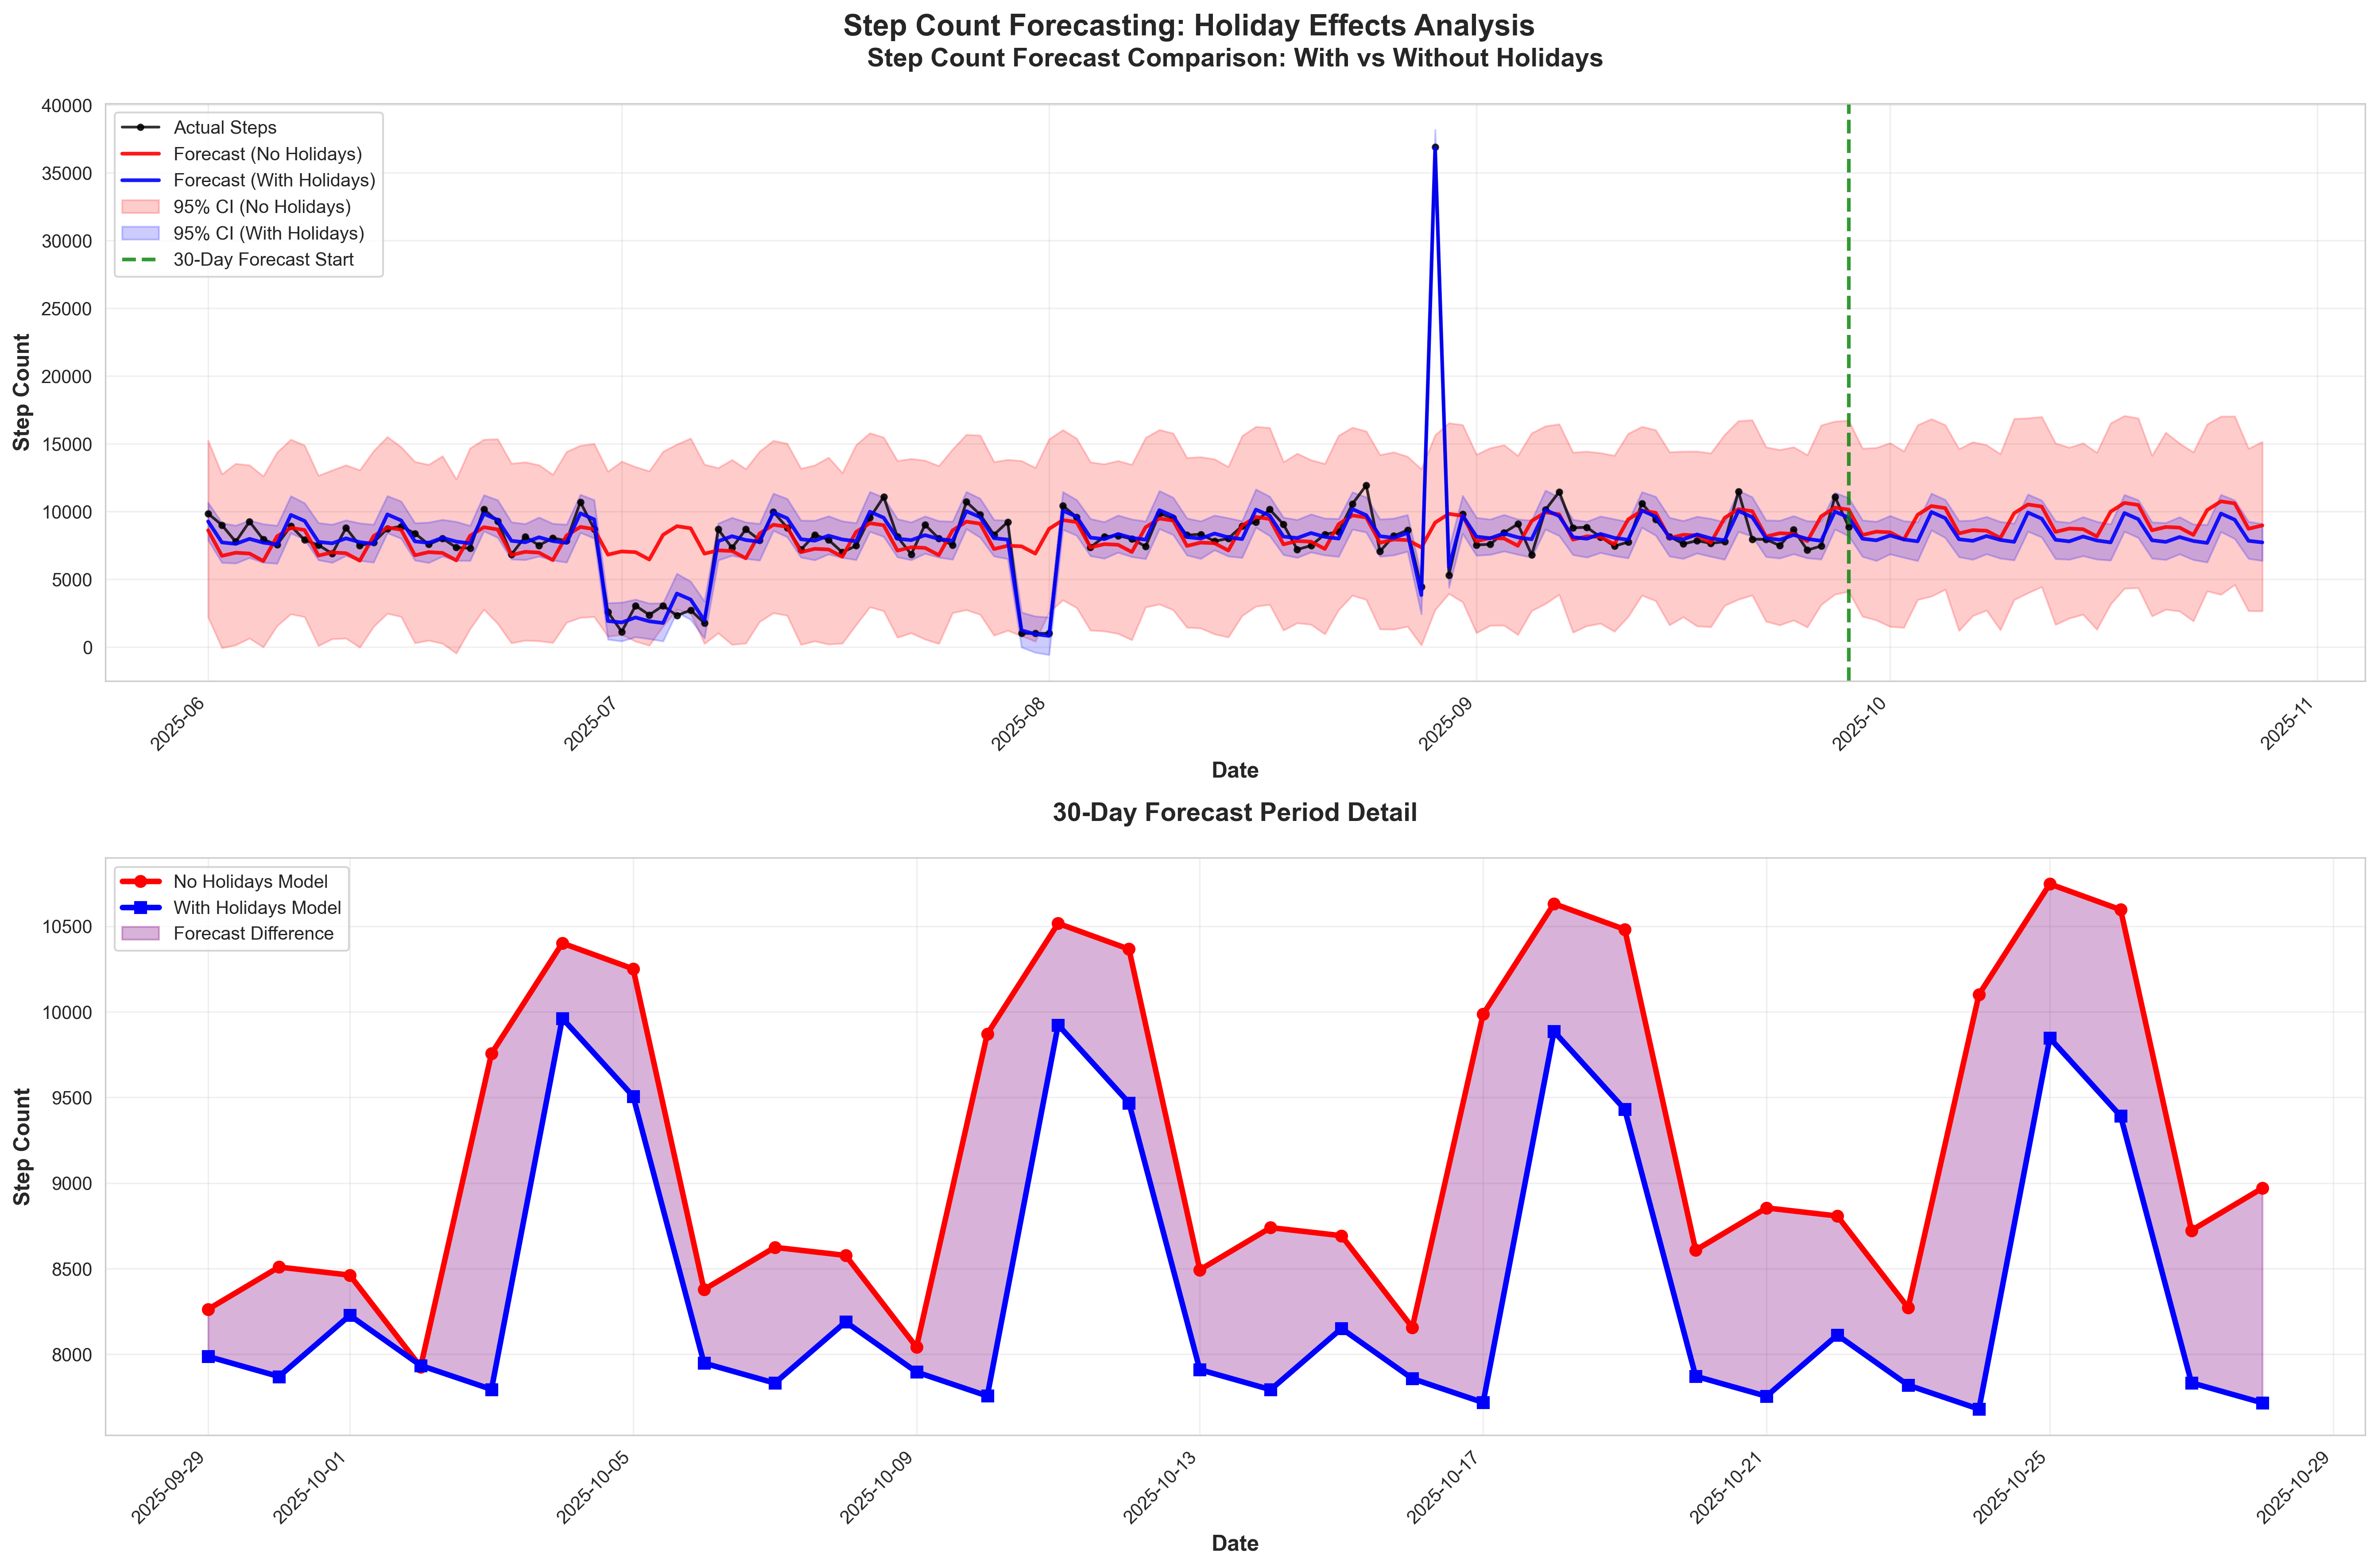 Step Count Forecasting: Holiday Effects Analysis
Step Count Forecast Comparison: With vs Without Holidays
40000
35000
30000
25000
20000
15000
10000
5000
0
Step Count
Actual Steps
Forecast (No Holidays)
Forecast (With Holidays)
95% CI (No Holidays)
95% CI (With Holidays)
30-Day Forecast Start
2025-06
2025-07
2025-08
2025-09
2025-10
2025-11
Date
30-Day Forecast Period Detail
No Holidays Model
With Holidays Model
Forecast Difference
10500
10000
9500
9000
8500
8000
Step Count
2025-09-29
2025-10-01
2025-10-05
2025-10-09
2025-10-13
2025-10-17
2025-10-21
2025-10-25
2025-10-29
Date